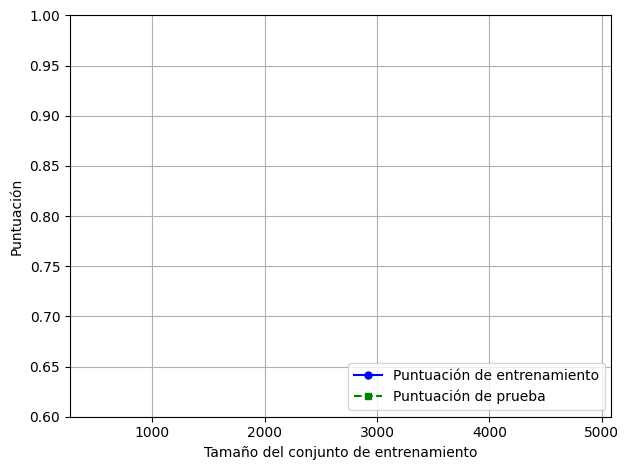 1.00
0.95
0.90
0.85
0.80
0.75
0.70
0.65
0.60
Puntuación
Puntuación de entrenamiento
Puntuación de prueba
1000 2000 3000 4000 5000
Tamaño del conjunto de entrenamiento